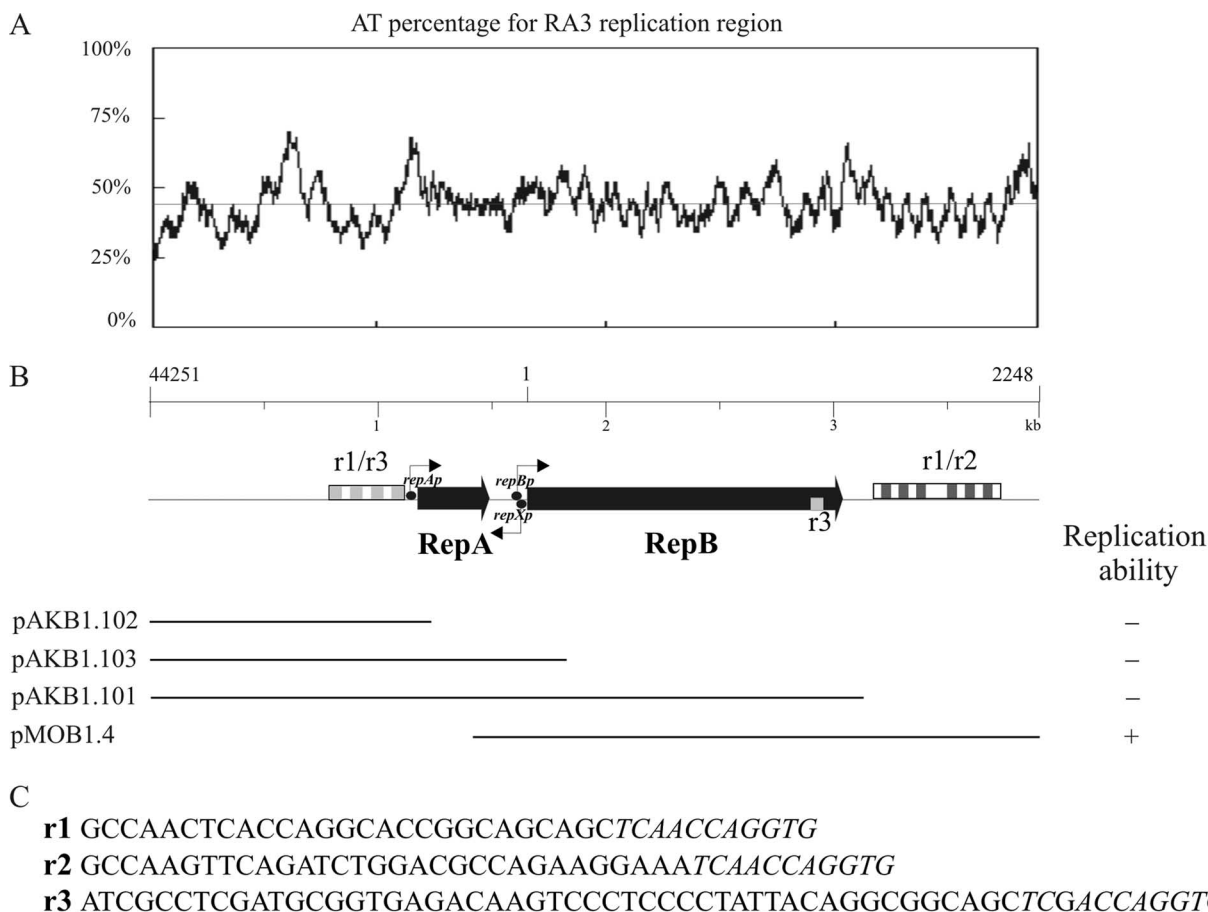 A
AT percentage for RA3 replication region
100%
75%
50%
25%
0%
B
44251 1 2248
1 2 3 kb
r1/r3 r1/r2
repAp repBp
repXp r3
RepA RepB
Replication
ability
pAKB1.102 –
pAKB1.103 –
pAKB1.101 –
pMOB1.4 +
C
r1 GCCAACTCACCAGGCACCGGCAGCAGCTCAACCAGGTG
r2 GCCAAGTTCAGATCTGGACGCCAGAAGGAAATCAACCAGGTG
r3 ATCGCCTCGATGCGGTGAGACAAGTCCCTCCCCTATTACAGGCGGCAGCTCGACCAGGTG